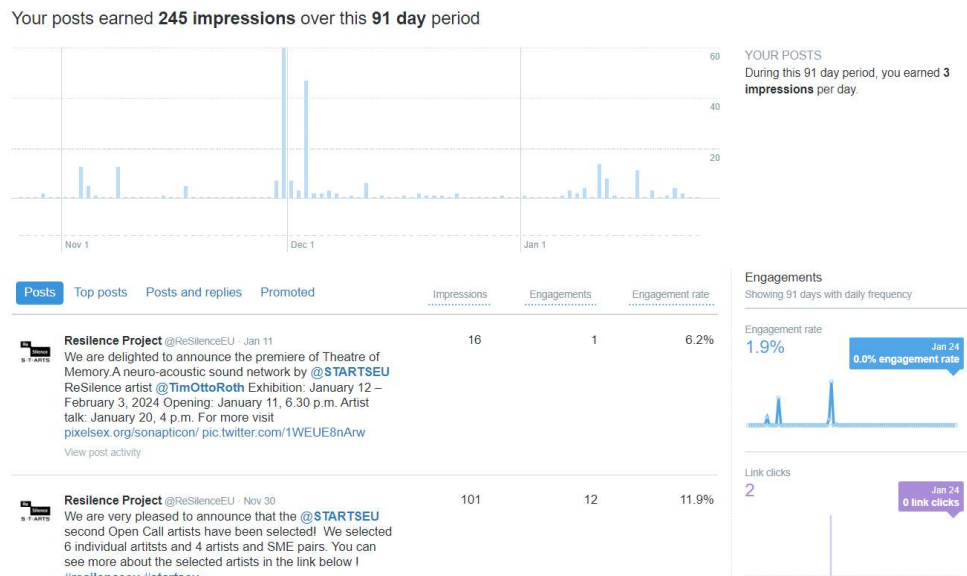 Your posts earned 245 impressions over this 91 day period
60
40
20
Nov 1
Dec 1
Jan 1
YOUR POSTS
During this 91 day period, you earned 3
impressions per day.
Posts
Top posts
Posts and replies
Promoted
Impressions
Engagements
Engagement rate
Re
Silence
S+T+ARTS
Resilence Project @ReSilenceEU · Jan 11
We are delighted to announce the premiere of Theatre of
Memory.A neuro-acoustic sound network by @STARTSEU
ReSilence artist @TimOttoRoth Exhibition: January 12 –
February 3, 2024 Opening: January 11, 6.30 p.m. Artist
talk: January 20, 4 p.m. For more visit
pixelsex.org/sonapticon/ pic.twitter.com/1WEUE8nArw
View post activity
16
1
6.2%
Re
Silence
S+T+ARTS
Resilence Project @ReSilenceEU · Nov 30
We are very pleased to announce that the @STARTSEU
second Open Call artists have been selected! We selected
6 individual artitsts and 4 artists and SME pairs. You can
see more about the selected artists in the link below !
#resilenceeu #startseu
101
12
11.9%
Engagements
Showing 91 days with daily frequency
Engagement rate
1.9%
Jan 24
0.0% engagement rate
Link clicks
2
Jan 24
0 link clicks